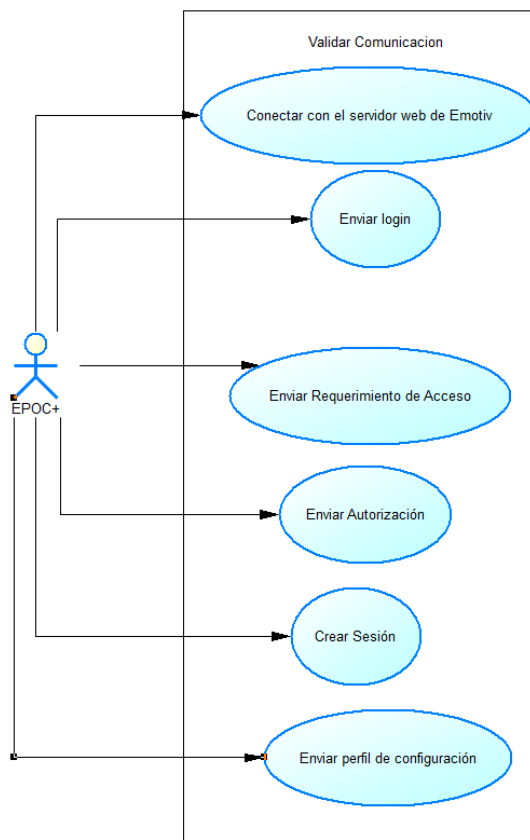 Validar Comunicacion
Conectar con el servidor web de Emotiv
Enviar login
EPOC+
Enviar Requerimiento de Acceso
Enviar Autorización
Crear Sesión
Enviar perfil de configuración